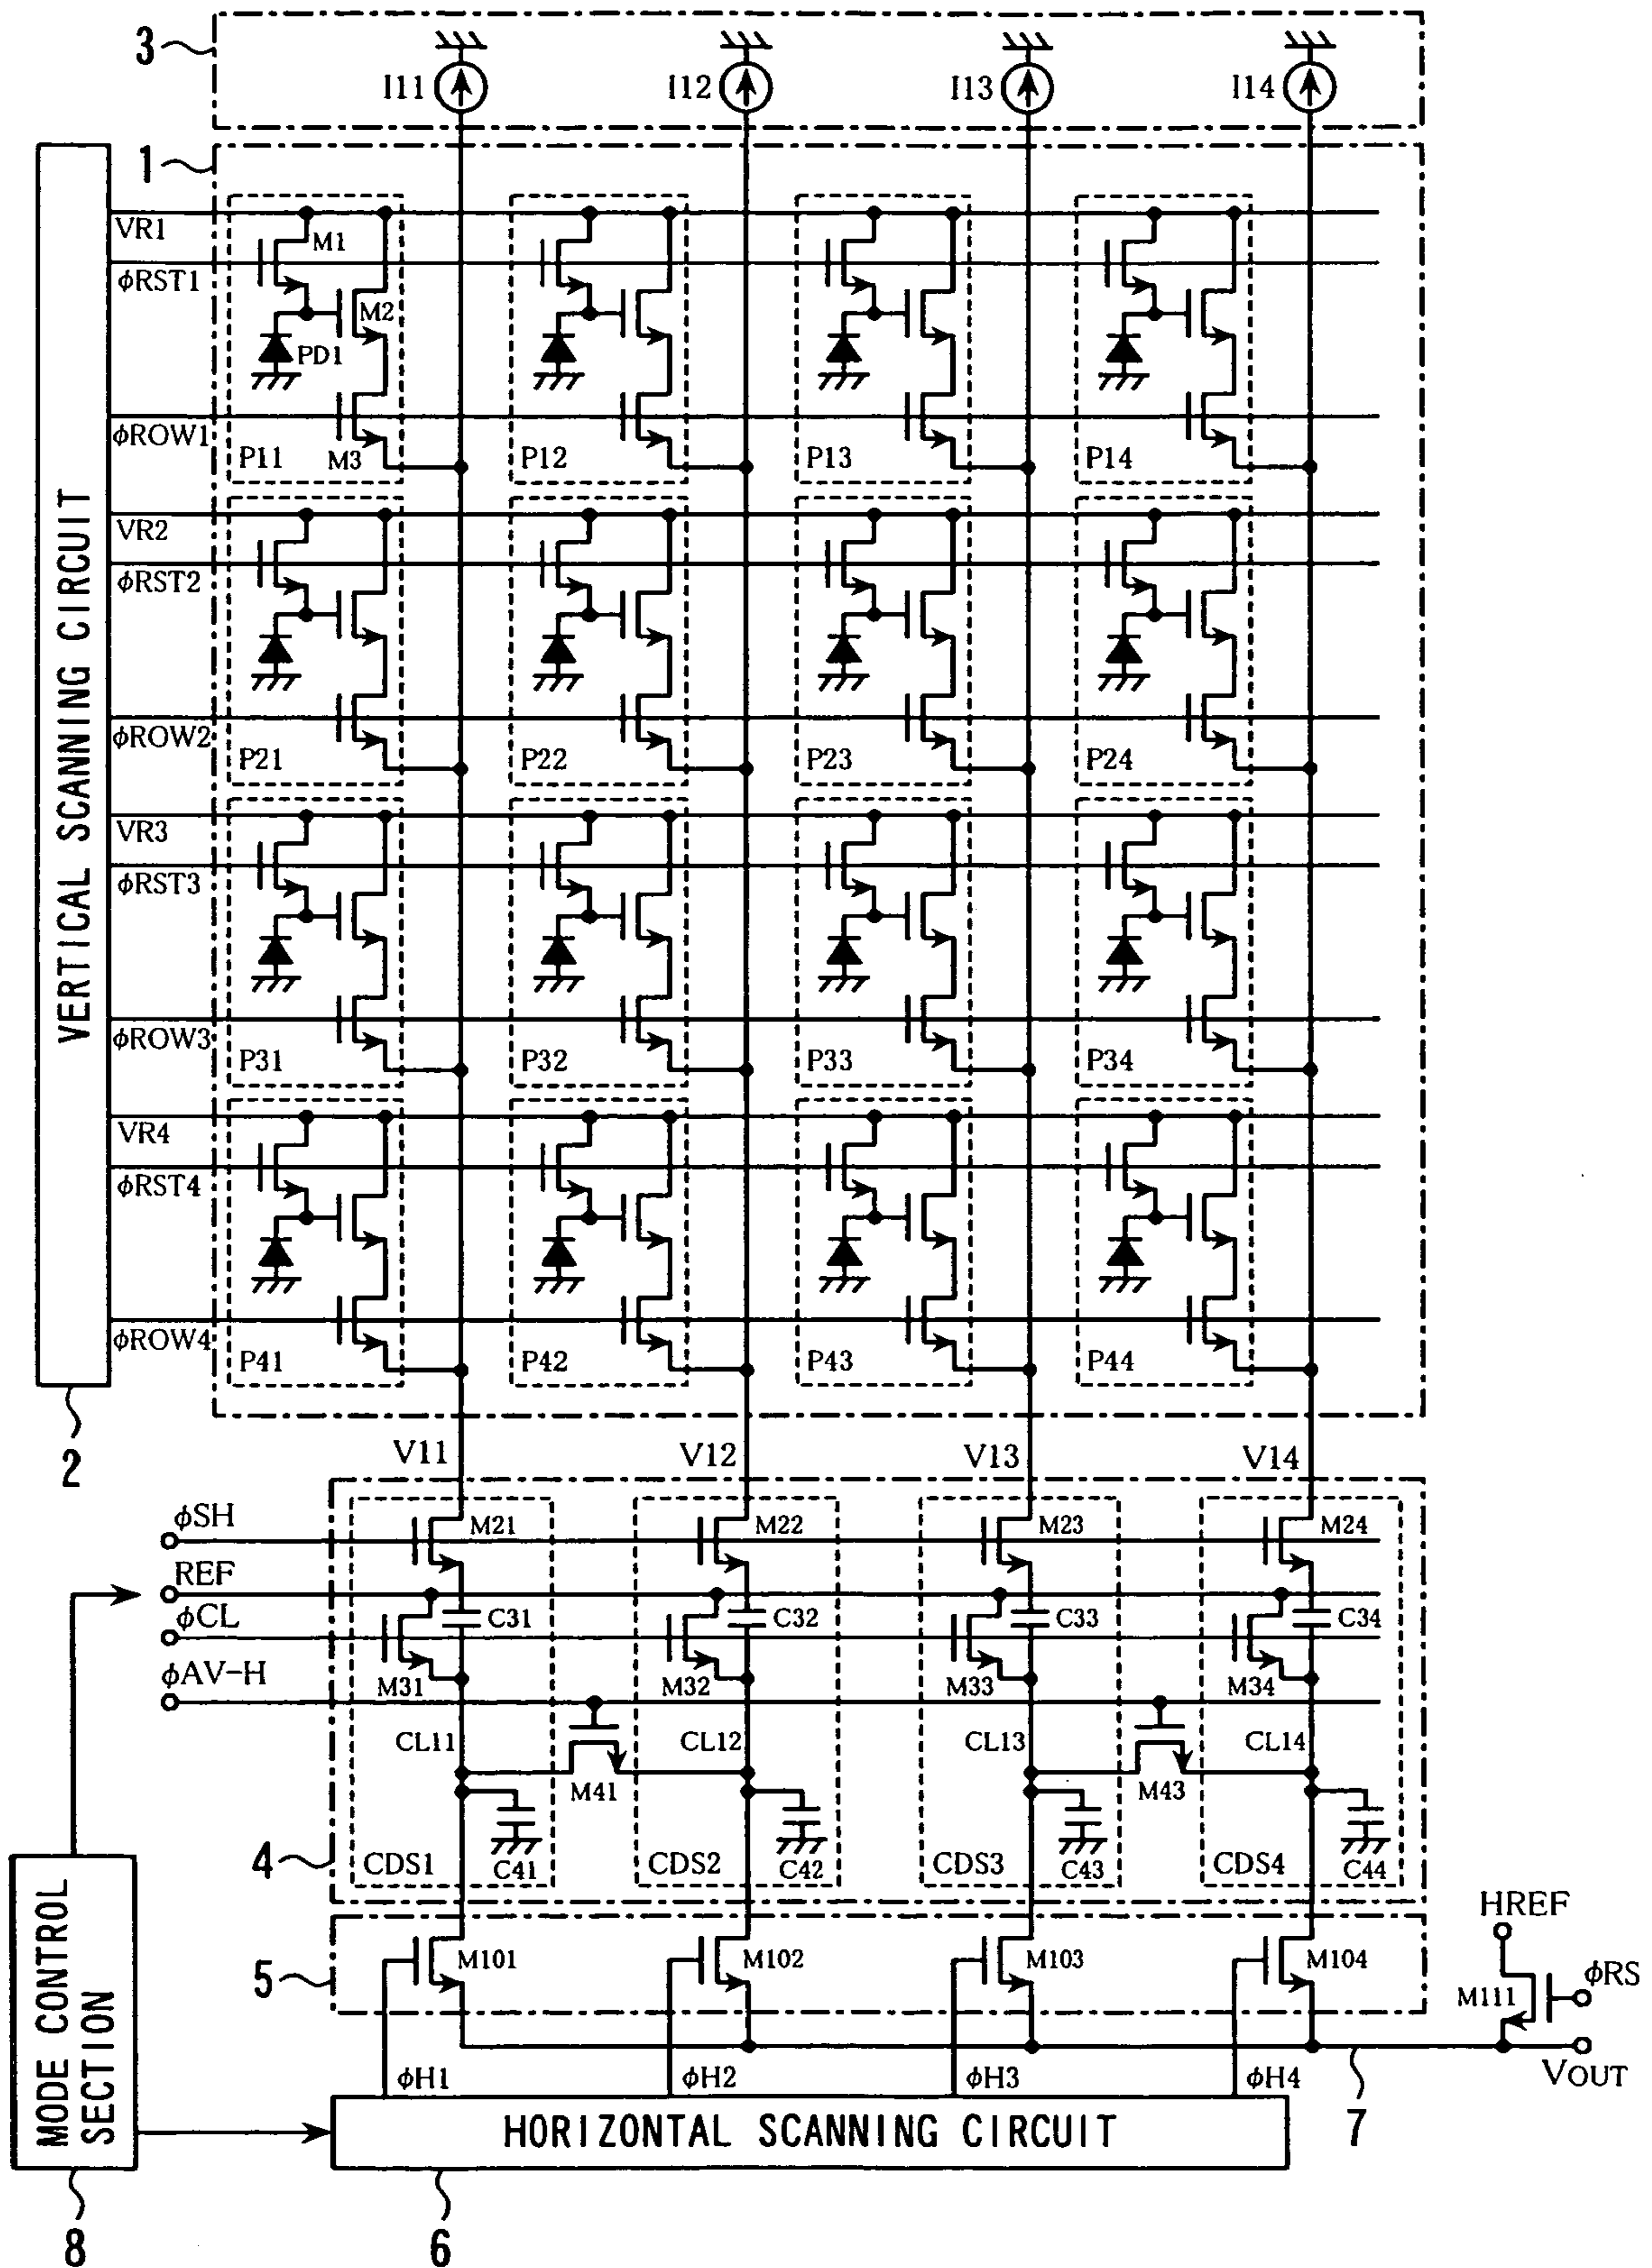 3
I11 I12 I13 I14
1
VERTICAL SCANNING CIRCUIT
2
VR1
M1
φRST1
M2
PD1
φROW1
P11 M3 P12 P13 P14
VR2
φRST2
φROW2
P21 P22 P23 P24
VR3
φRST3
φROW3
P31 P32 P33 P34
VR4
φRST4
φROW4
P41 P42 P43 P44
V11 V12 V13 V14
φSH
M21 M22 M23 M24
REF
φCL
C31 C32 C33 C34
φAV-H
M31 M32 M33 M34
CL11 CL12 CL13 CL14
M41 M43
4
CDS1 C41 CDS2 C42 CDS3 C43 CDS4 C44
HREF
5
M101 M102 M103 M104
M111
φRS
VOUT
φH1 φH2 φH3 φH4
7
MODE CONTROL
SECTION
HORIZONTAL SCANNING CIRCUIT
8
6